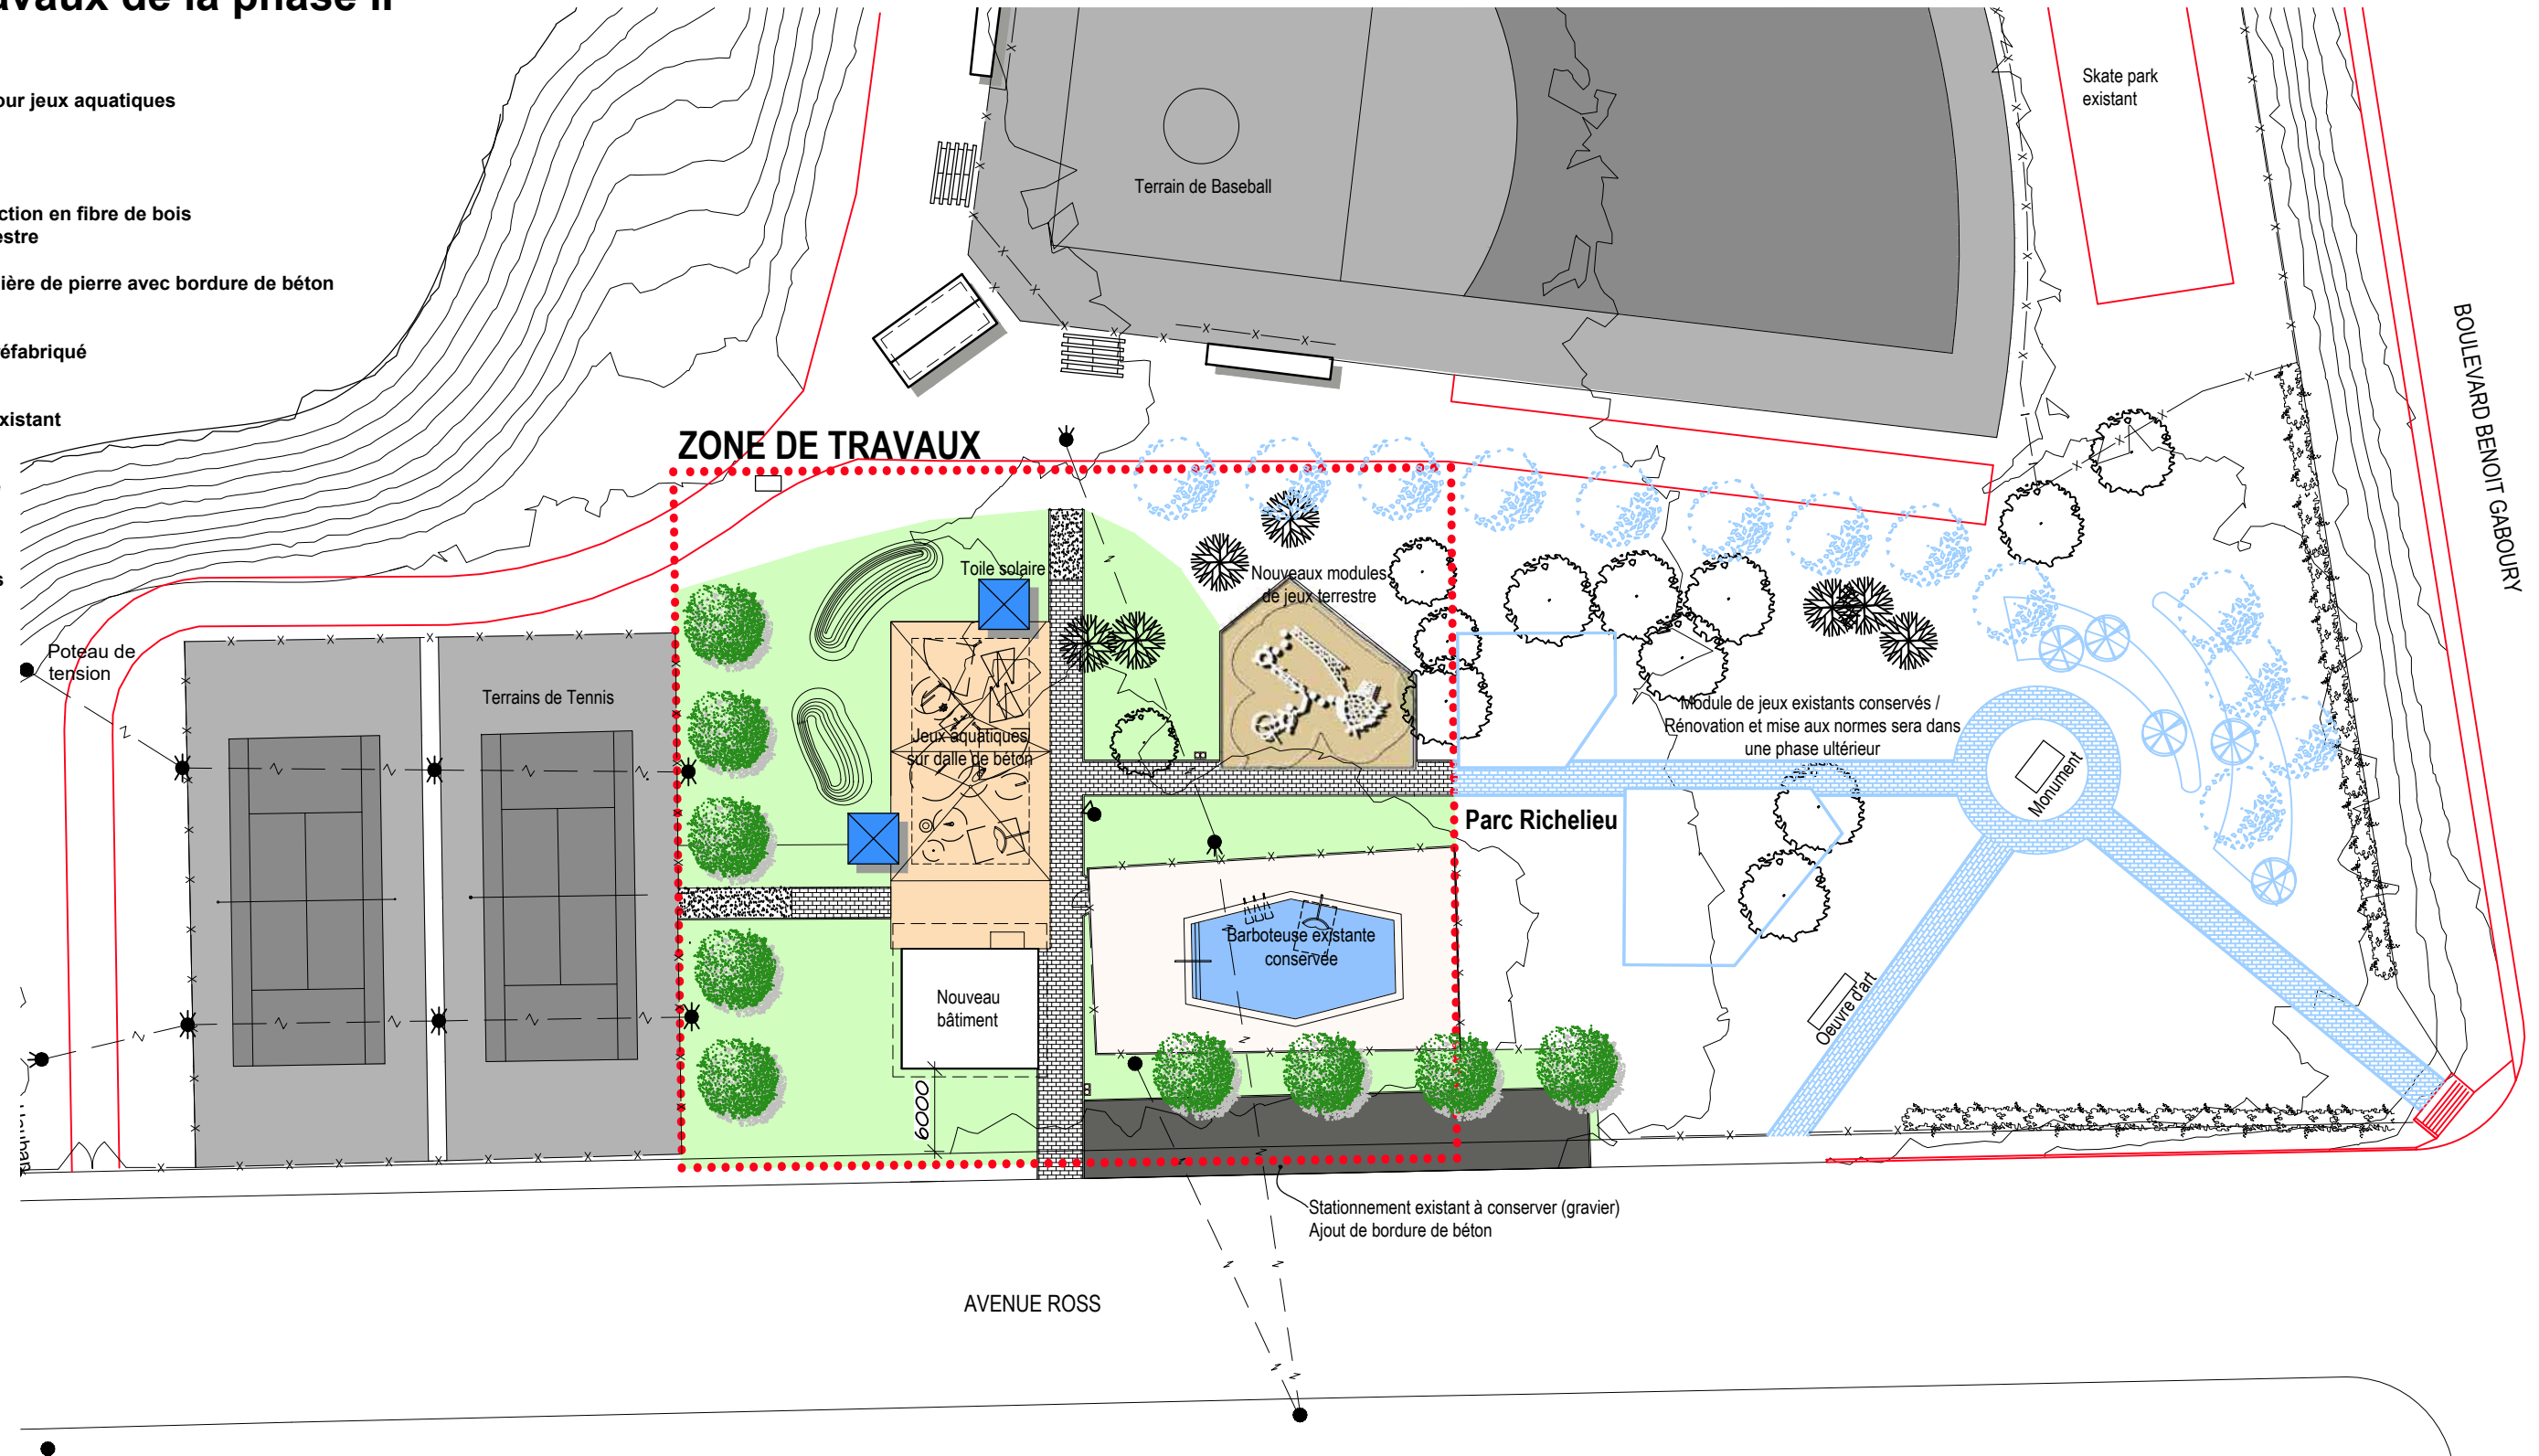 de la phase II
our jeux aquatiques
ction en fibre de bois
estre
ière de pierre avec bordure de béton
éfabriqué
xistant
Skate park
existant
Terrain de Baseball
BOULEVARD BENOIT GABOURY
ZONE DE TRAVAUX
Toile solaire
Nouveaux modules
de jeux terrestre
Poteau de
tension
Terrains de Tennis
Jeux aquatiques
sur dalle de béton
Module de jeux existants conservés /
Rénovation et mise aux normes sera dans
une phase ultérieur
Monument
Parc Richelieu
Barboteuse existante
conservée
Nouveau
bâtiment
Oeuvre d'art
6000
Stationnement existant à conserver (gravier)
Ajout de bordure de béton
AVENUE ROSS